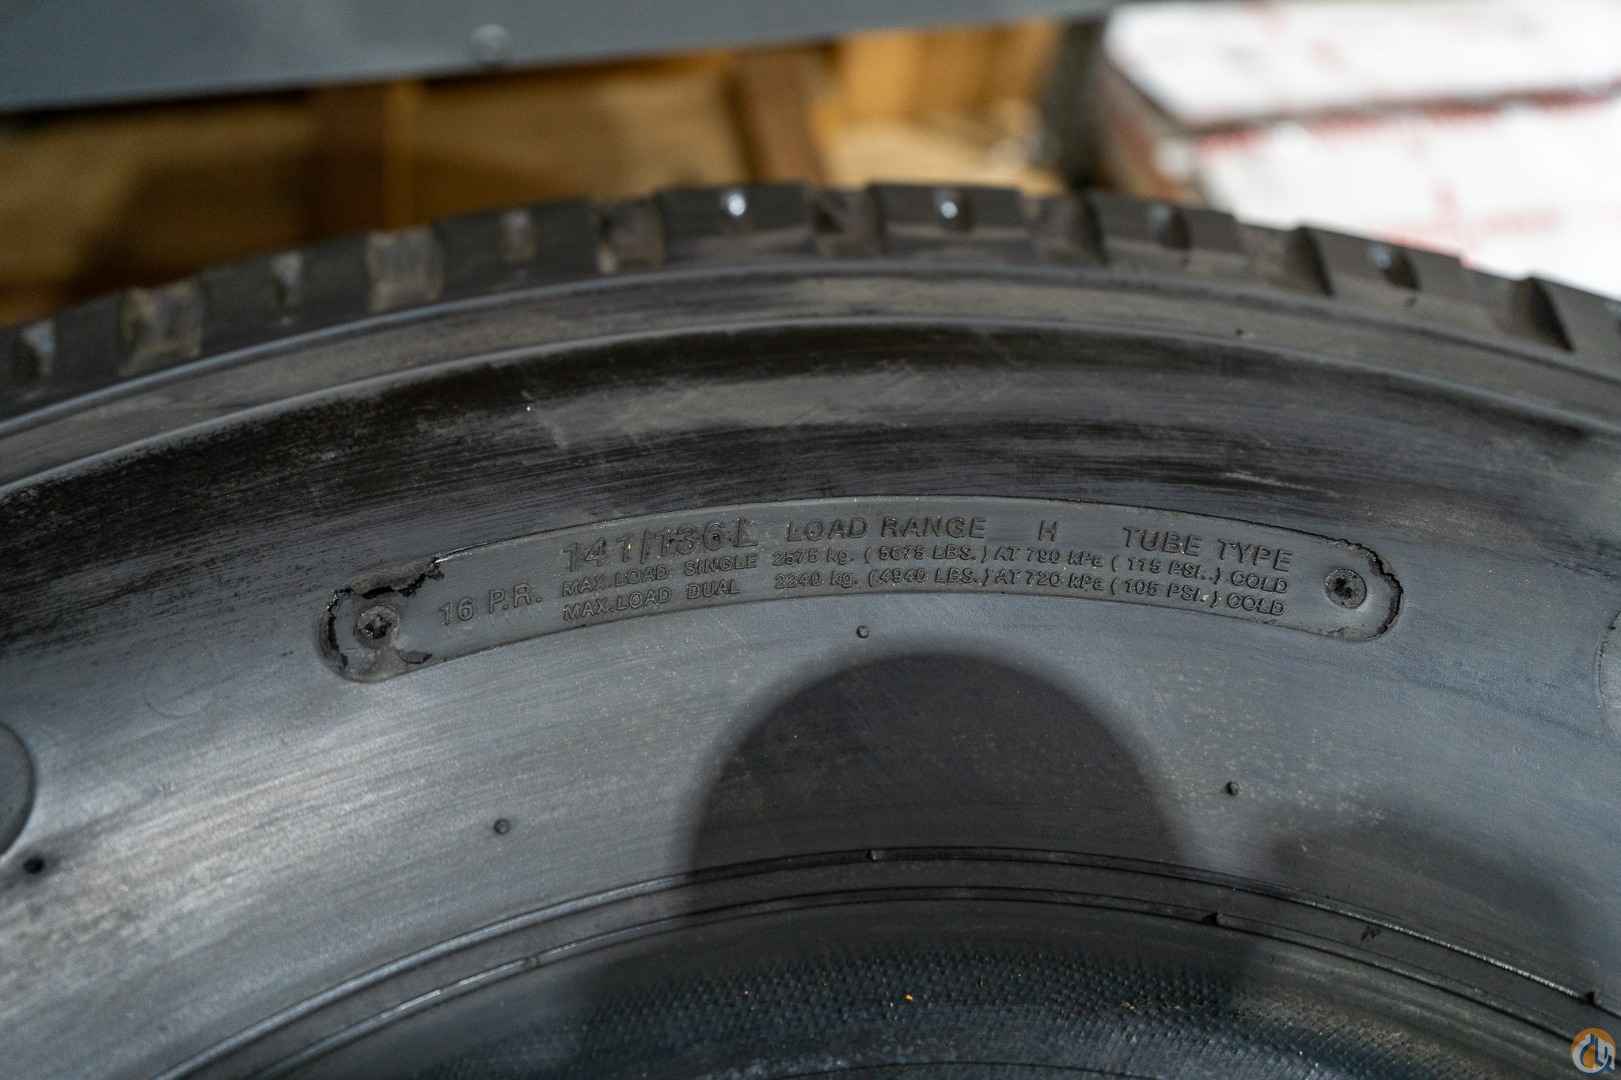 141/136L LOAD RANGE H TUBE TYPE
16 P.R. MAX.LOAD SINGLE 2575 kg. (5675 LBS.) AT 790 kPa (115 PSI.) COLD
MAX.LOAD DUAL 2240 kg. (4940 LBS.) AT 720 kPa (105 PSI.) COLD